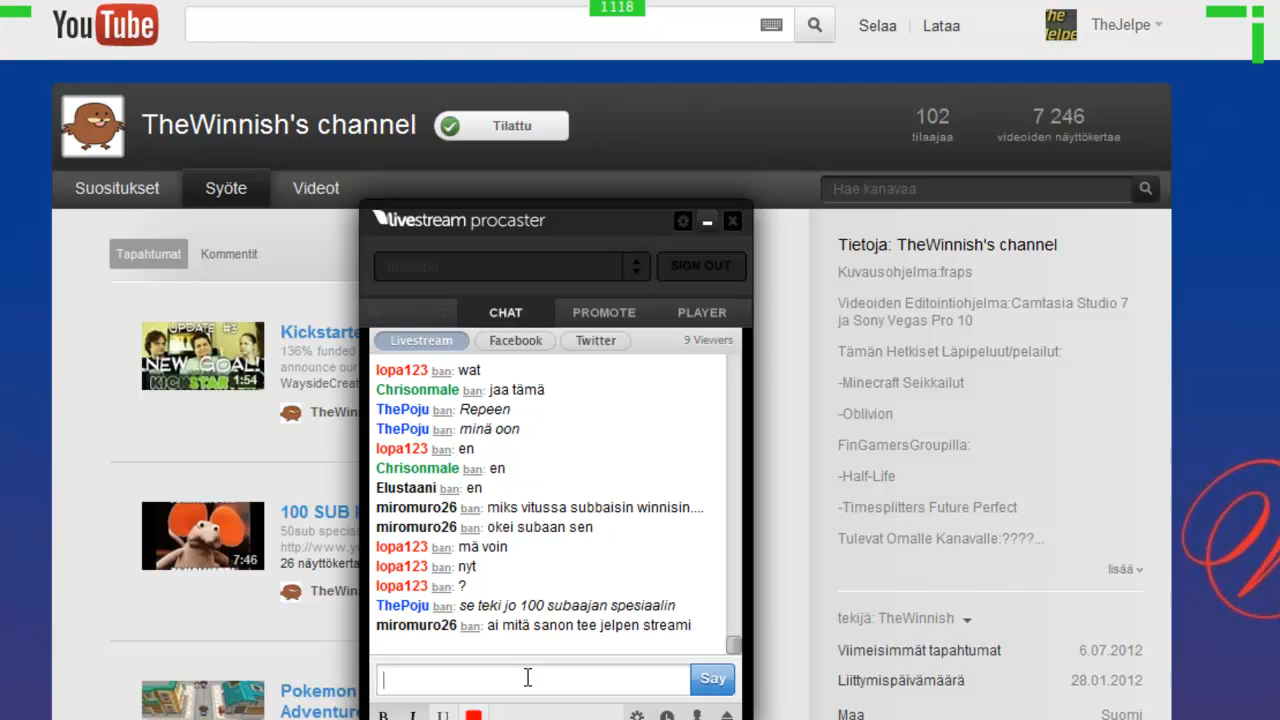 1118
YouTube
Selaa
Lataa
The Jelpe
TheJelpe
TheWinnish's channel
Tilattu
102
tilaajaa
7 246
videoiden näyttökertaa
Suositukset
Syöte
Videot
Hae kanavaa
livestream procaster
SIGN OUT
CHAT
PROMOTE
PLAYER
Livestream
Facebook
Twitter
9 Viewers
lopa123 ban: wat
Chrisonmale ban: jaa tämä
ThePoju ban: Repeen
ThePoju ban: minä oon
lopa123 ban: en
Chrisonmale ban: en
Elustaani ban: en
miromuro26 ban: miks vitussa subbaisin winnisin....
miromuro26 ban: okei subaan sen
lopa123 ban: mä voin
lopa123 ban: nyt
lopa123 ban: ?
ThePoju ban: se teki jo 100 subaajan spesiaalin
miromuro26 ban: ai mitä sanon tee jelpen streami
Say
B I U
Tapahtumat
Kommentit
UPDATE #3
NEW GOAL!
KICKSTAR
1:54
Kickstarte
136% funded
announce our
WaysideCreat
TheWinn
7:46
100 SUB
50sub specia
http://www.y
26 näyttökerta
TheWinn
Pokemon
Adventure
Tietoja: TheWinnish's channel
Kuvausohjelma:fraps
Videoiden Editointiohjelma:Camtasia Studio 7
ja Sony Vegas Pro 10
Tämän Hetkiset Läpipeluut/pelailut:
-Minecraft Seikkailut
-Oblivion
FinGamersGroupilla:
-Half-Life
-Timesplitters Future Perfect
Tulevat Omalle Kanavalle:????...
lisää
tekijä: TheWinnish
Viimeisimmät tapahtumat 6.07.2012
Liittymispäivämäärä 28.01.2012
Maa Suomi